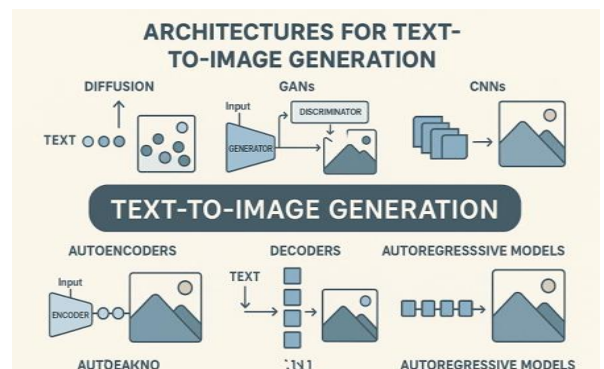 ARCHITECTURES FOR TEXT-
TO-IMAGE GENERATION
DIFFUSION
GANs
CNNs
Input
DISCRIMINATOR
TEXT
GENERATOR
TEXT-TO-IMAGE GENERATION
AUTOENCODERS
DECODERS
AUTOREGRESSSIVE MODELS
Input
TEXT
ENCODER
AUTDEAKNO
AUTOREGRESSIVE MODELS